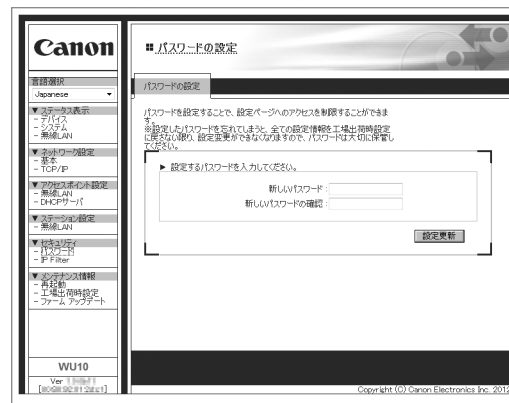 Canon
言語選択
Japanese
▼ ステータス表示
- デバイス
- システム
- 無線LAN
▼ ネットワーク設定
- 基本
- TCP/IP
▼ アクセスポイント設定
- 無線LAN
- DHCPサーバ
▼ ステーション設定
- 無線LAN
▼ セキュリティ
- パスワード
- IP Filter
▼ メンテナンス情報
- 再起動
- 工場出荷時設定
- ファーム アップデート
WU10
Ver
パスワードの設定
パスワードの設定
パスワードを設定することで、設定ページへのアクセスを制限することができま
す。
※設定したパスワードを忘れてしまうと、全ての設定情報を工場出荷時設定
に戻さない限り、設定変更ができなくなりますので、パスワードは大切に保管し
てください。
► 設定するパスワードを入力してください。
新しいパスワード :
新しいパスワードの確認 :
設定更新
Copyright (C) Canon Electronics Inc. 2012